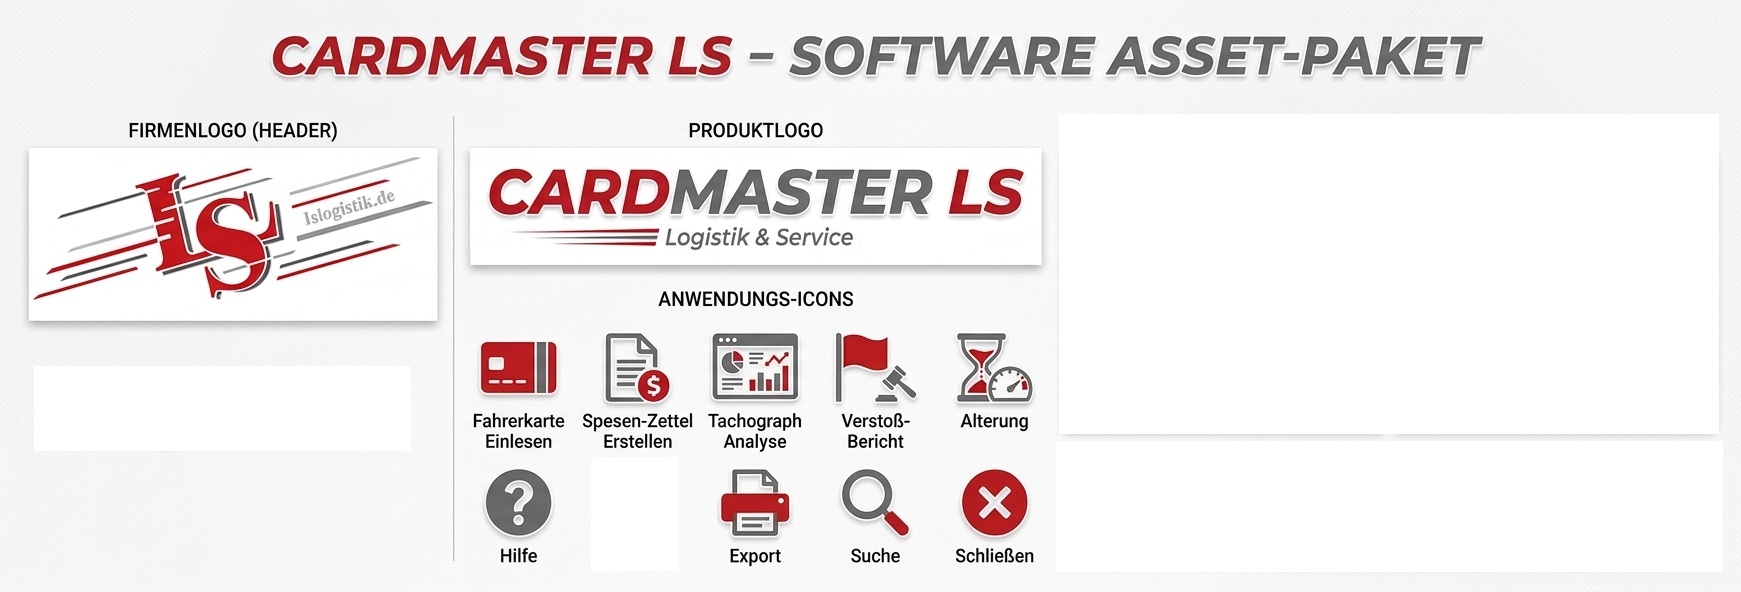 CARDMASTER LS – SOFTWARE ASSET-PAKET
FIRMENLOGO (HEADER)
LS
lslogistik.de
PRODUKTLOGO
CARDMASTER LS
Logistik & Service
ANWENDUNGS-ICONS
$
Fahrerkarte
Einlesen
Spesen-Zettel
Erstellen
Tachograph
Analyse
Verstoß-
Bericht
Alterung
?
Hilfe
Export
Suche
Schließen